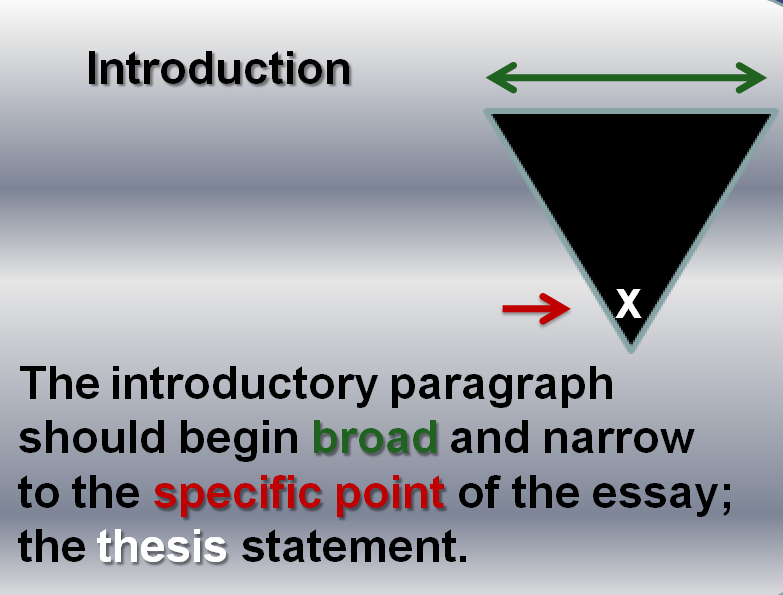 Introduction
X
The introductory paragraph
should begin broad and narrow
to the specific point of the essay;
the thesis statement.